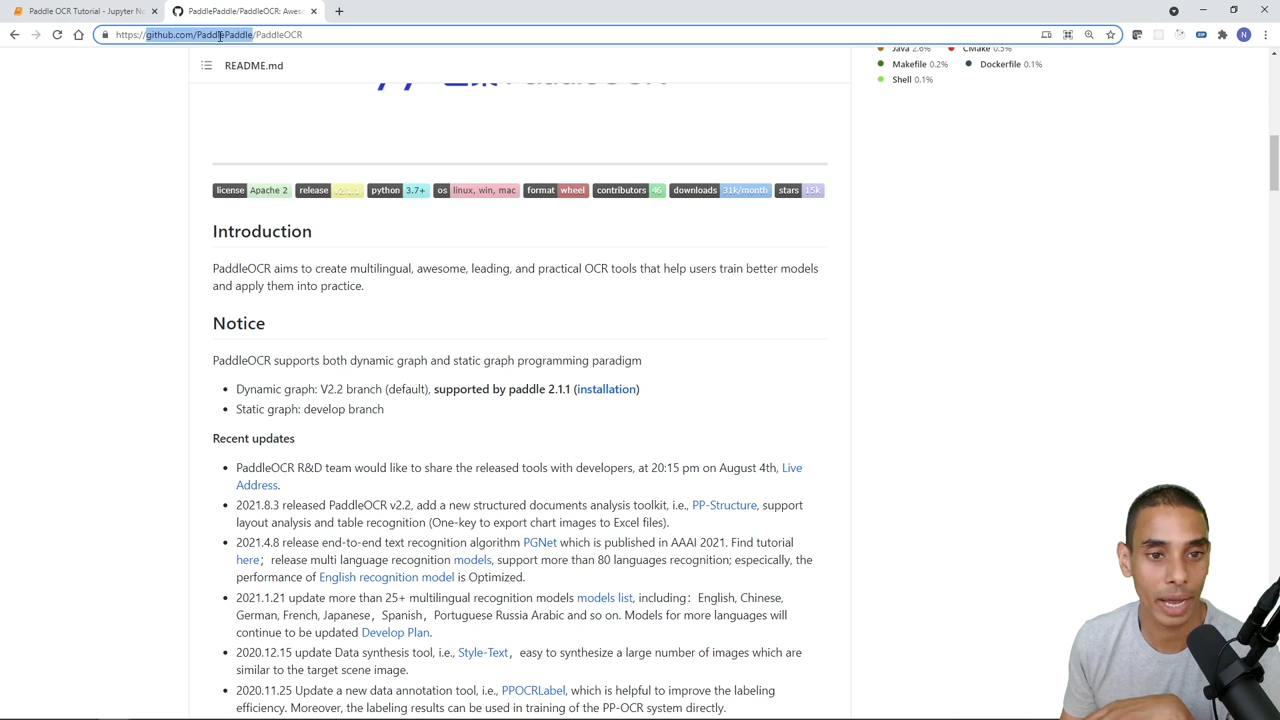 Paddle OCR Tutorial - Jupyter No
PaddlePaddle/PaddleOCR: Awes
https://github.com/PaddlePaddle/PaddleOCR
N
README.md
Java 2.6% CMake 0.5%
Makefile 0.2% Dockerfile 0.1%
Shell 0.1%
PaddleOCR
license Apache 2 release v2.1.1 python 3.7+ os linux, win, mac format wheel contributors 46 downloads 31k/month stars 15k
Introduction
PaddleOCR aims to create multilingual, awesome, leading, and practical OCR tools that help users train better models
and apply them into practice.
Notice
PaddleOCR supports both dynamic graph and static graph programming paradigm
• Dynamic graph: V2.2 branch (default), supported by paddle 2.1.1 (installation)
• Static graph: develop branch
Recent updates
• PaddleOCR R&D team would like to share the released tools with developers, at 20:15 pm on August 4th, Live
Address.
• 2021.8.3 released PaddleOCR v2.2, add a new structured documents analysis toolkit, i.e., PP-Structure, support
layout analysis and table recognition (One-key to export chart images to Excel files).
• 2021.4.8 release end-to-end text recognition algorithm PGNet which is published in AAAI 2021. Find tutorial
here；release multi language recognition models, support more than 80 languages recognition; especically, the
performance of English recognition model is Optimized.
• 2021.1.21 update more than 25+ multilingual recognition models models list, including：English, Chinese,
German, French, Japanese，Spanish，Portuguese Russia Arabic and so on. Models for more languages will
continue to be updated Develop Plan.
• 2020.12.15 update Data synthesis tool, i.e., Style-Text，easy to synthesize a large number of images which are
similar to the target scene image.
• 2020.11.25 Update a new data annotation tool, i.e., PPOCRLabel, which is helpful to improve the labeling
efficiency. Moreover, the labeling results can be used in training of the PP-OCR system directly.